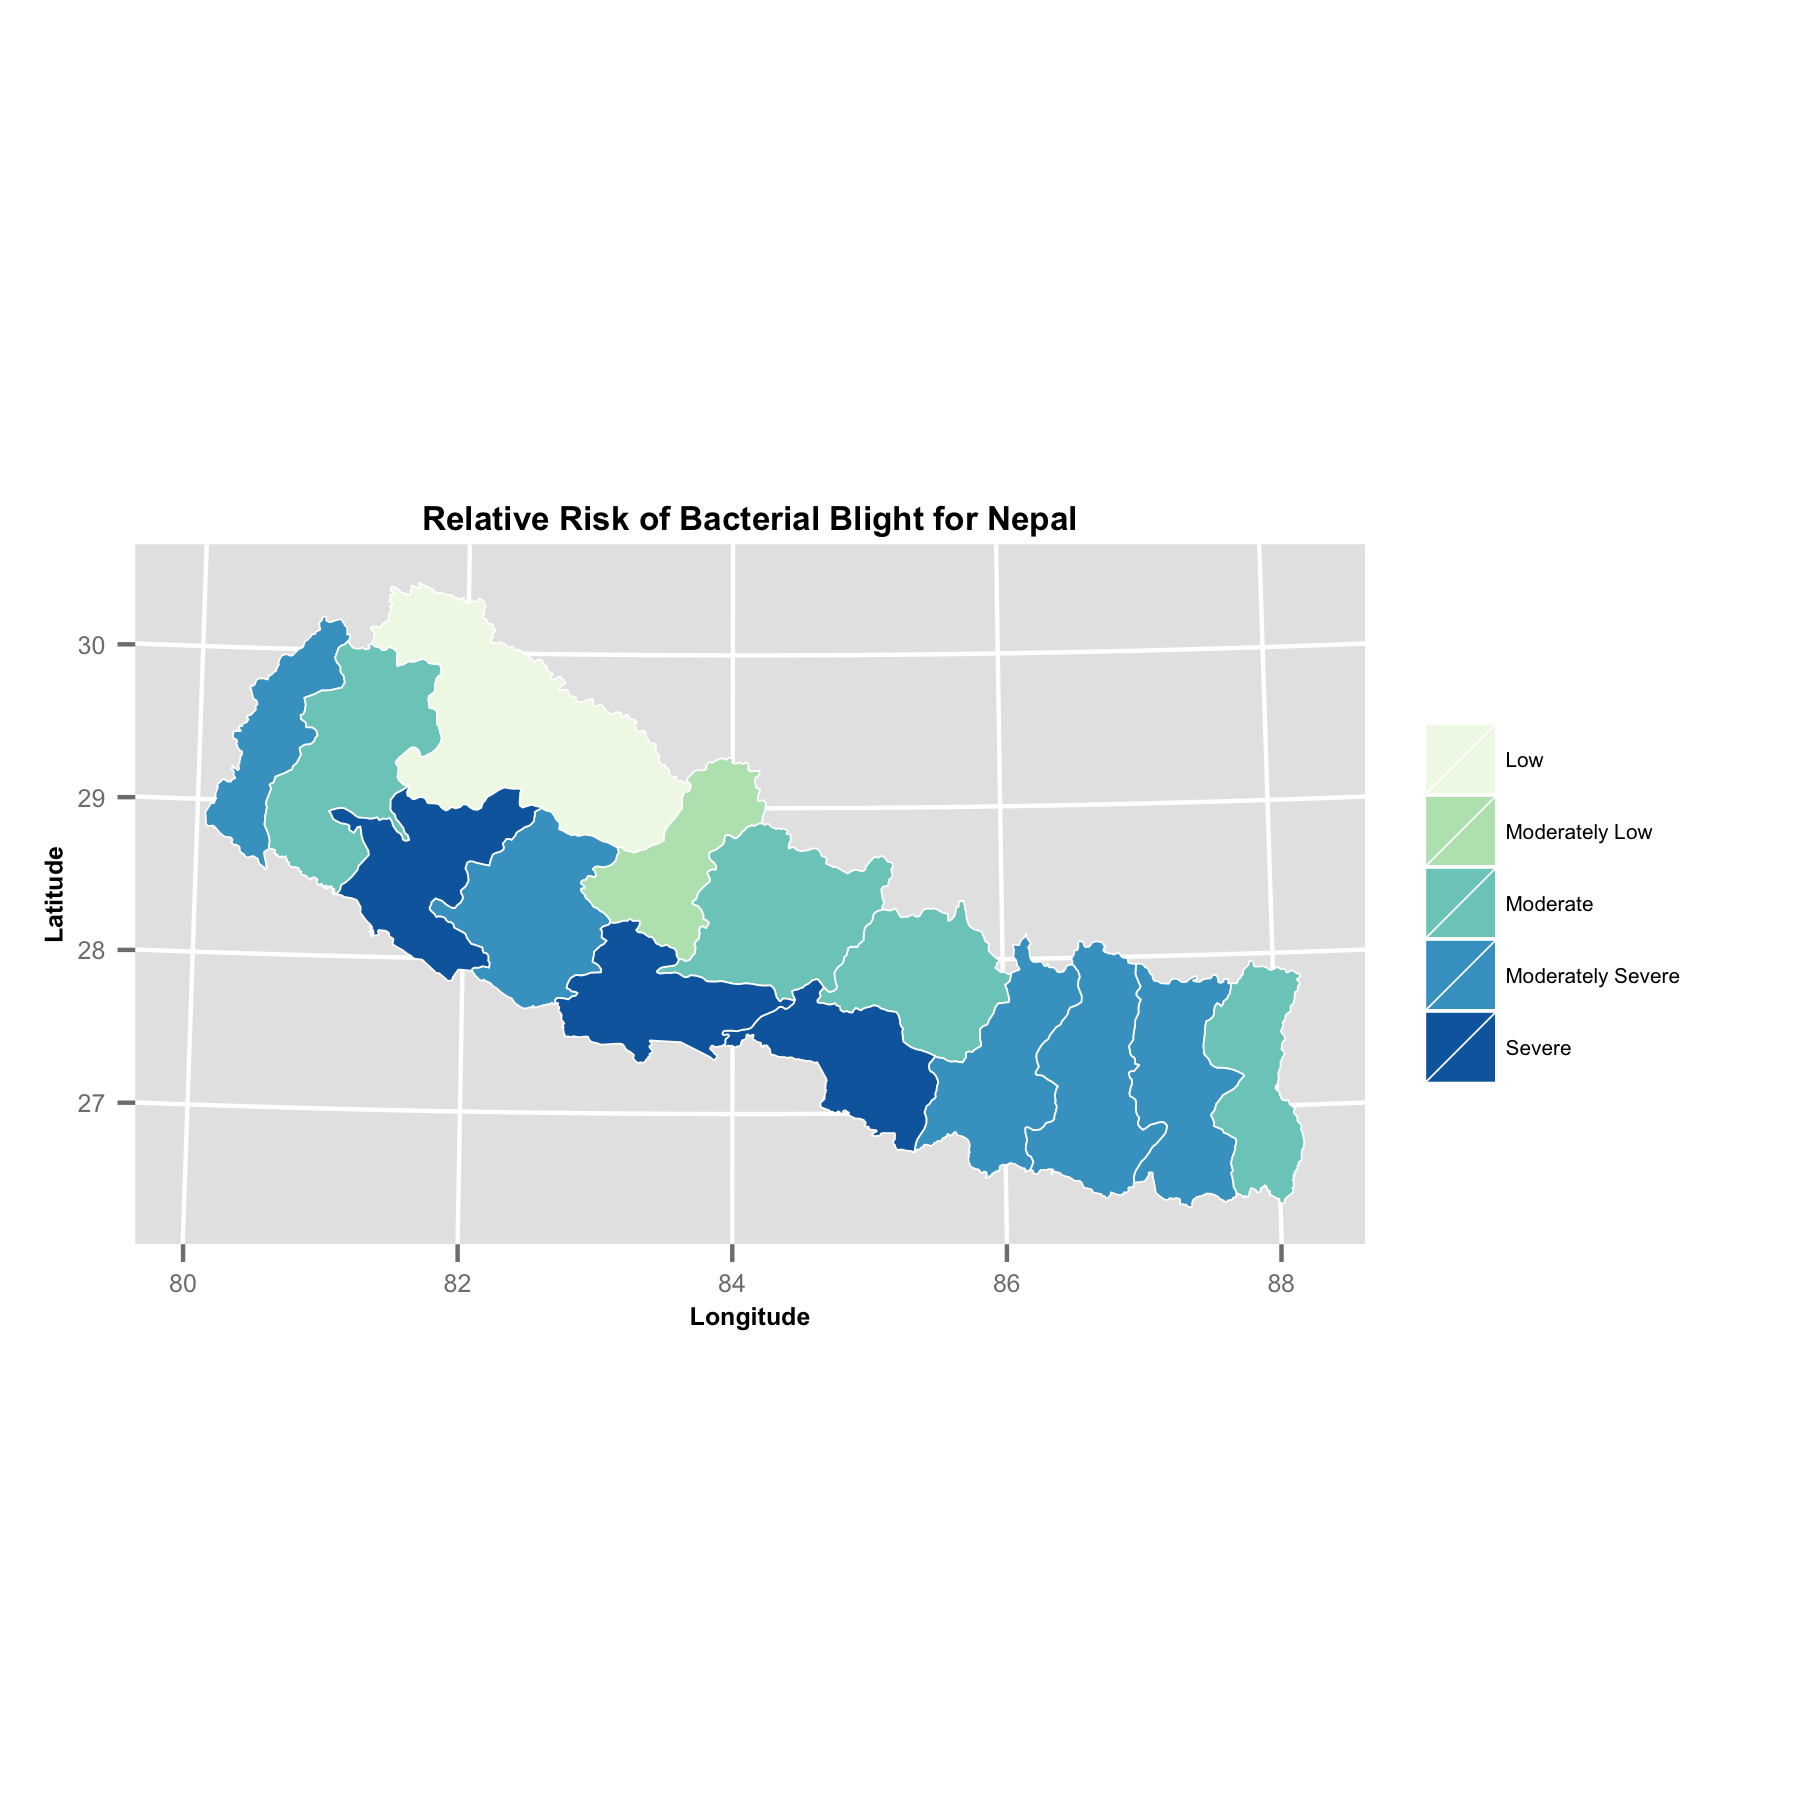 Relative Risk of Bacterial Blight for Nepal
30
29
28
27
Latitude
80 82 84 86 88
Longitude
Low
Moderately Low
Moderate
Moderately Severe
Severe